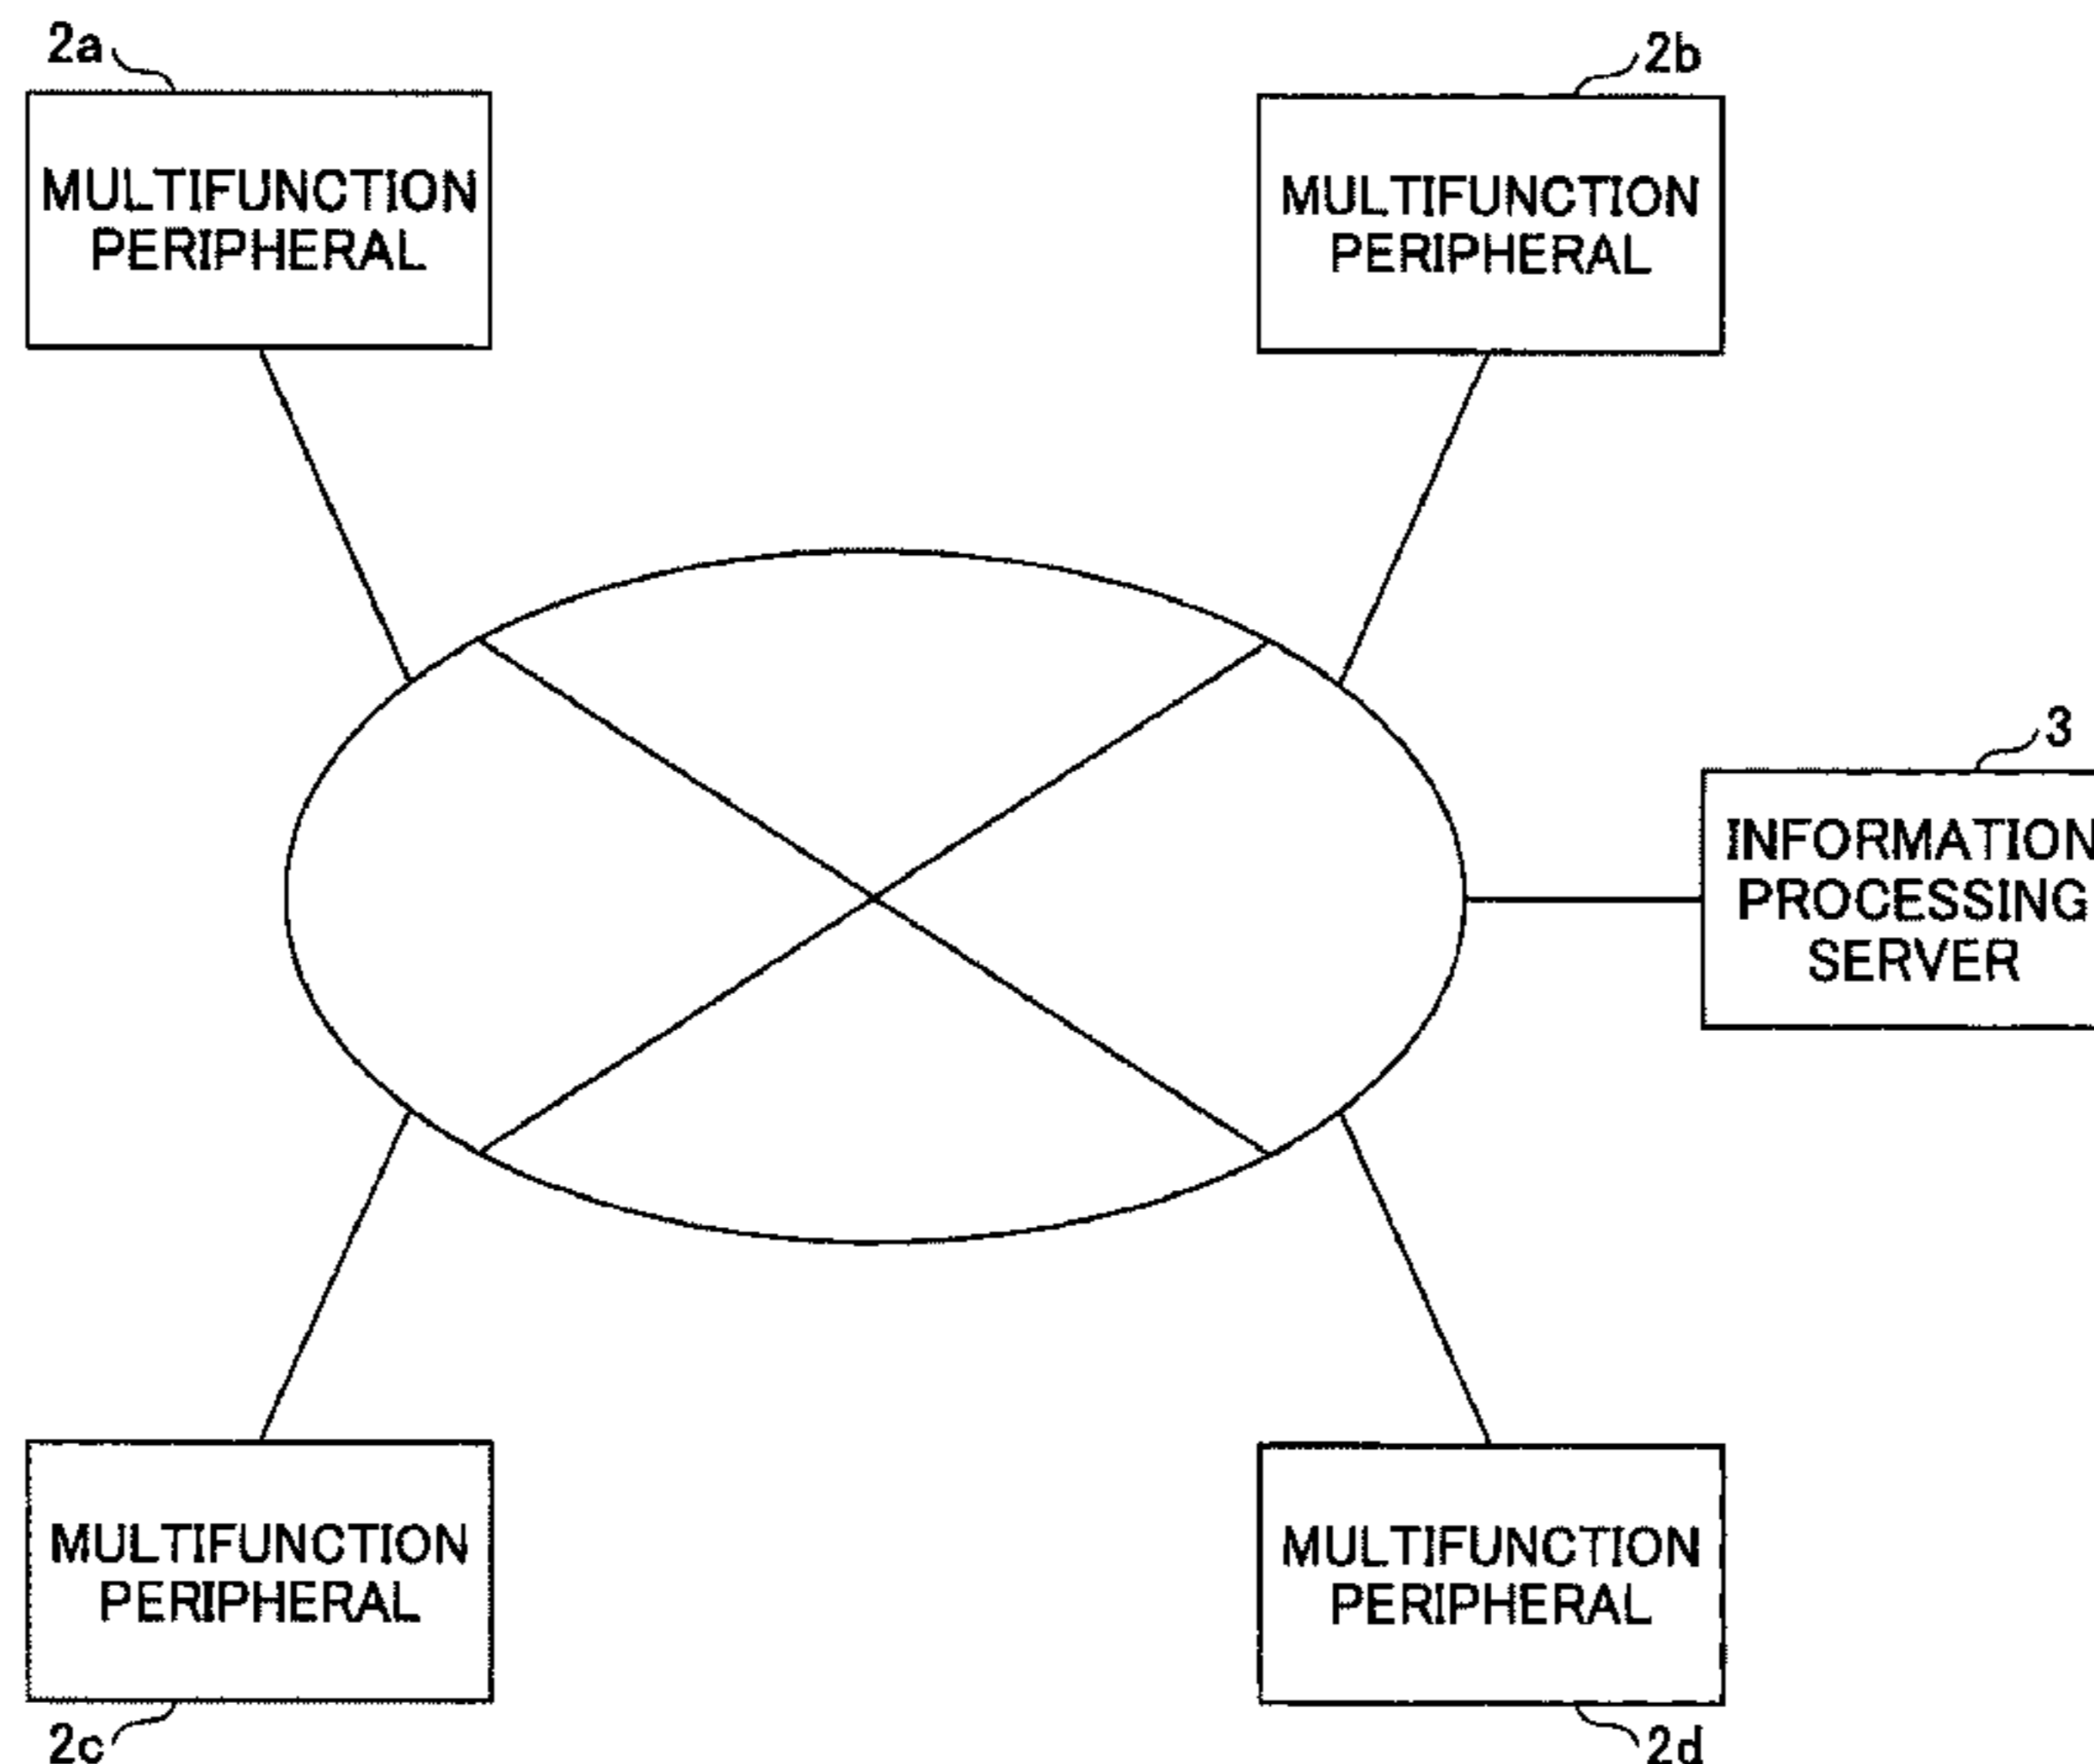 2a
2b
MULTIFUNCTION
PERIPHERAL
MULTIFUNCTION
PERIPHERAL
3
INFORMATION
PROCESSING
SERVER
MULTIFUNCTION
PERIPHERAL
MULTIFUNCTION
PERIPHERAL
2c
2d